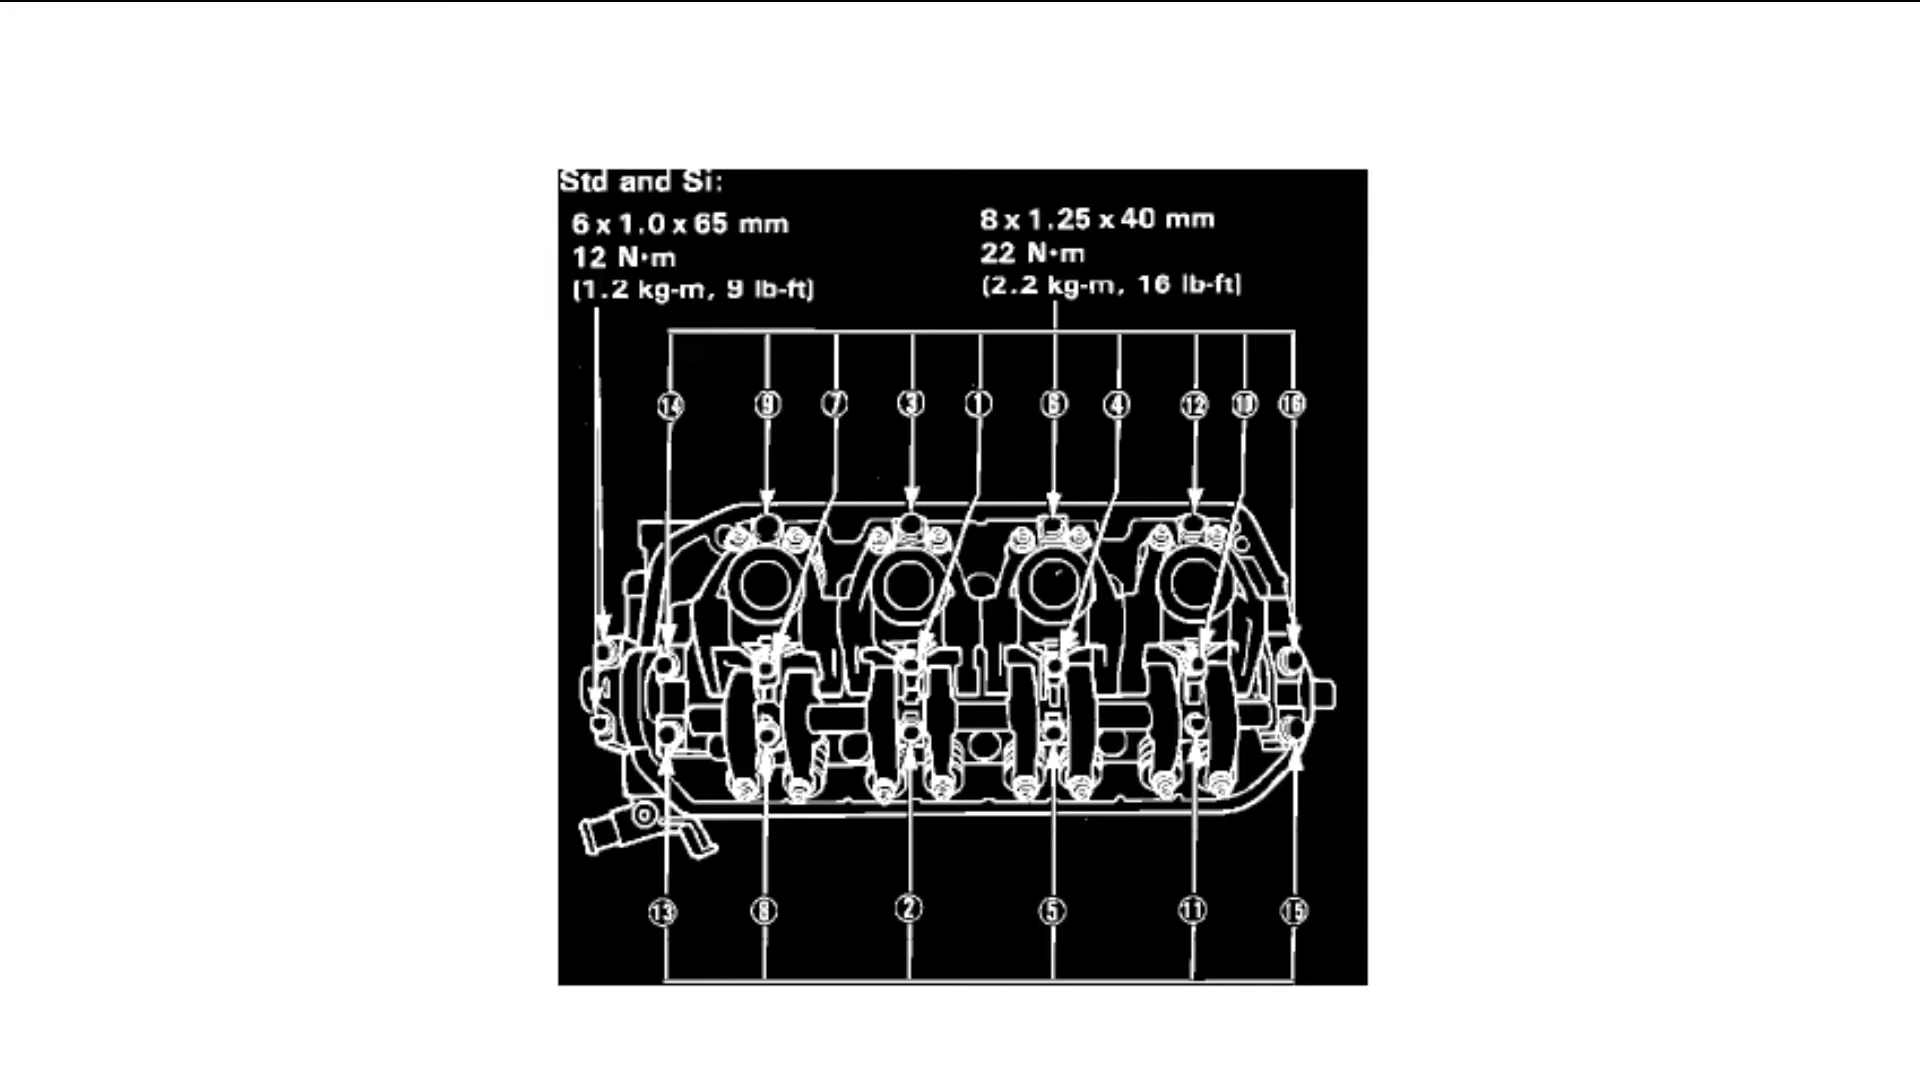 Std and Si:
6 x 1.0 x 65 mm
12 N·m
(1.2 kg-m, 9 lb-ft)
8 x 1.25 x 40 mm
22 N·m
(2.2 kg-m, 16 lb-ft)
14 9 7 3 1 6 4 12 10 16
13 8 2 5 11 15